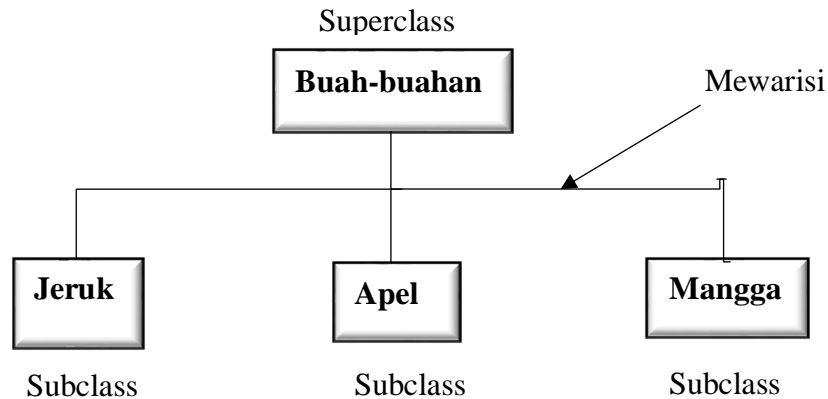 Superclass
Buah-buahan
Mewarisi
Jeruk
Apel
Mangga
Subclass
Subclass
Subclass